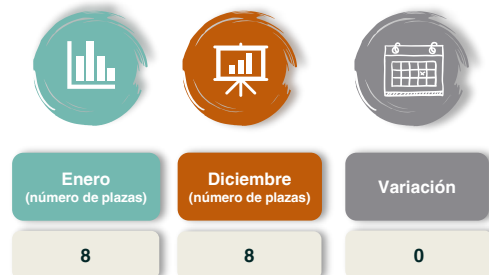 Enero
(número de plazas)
Diciembre
(número de plazas)
Variación
8
8
0